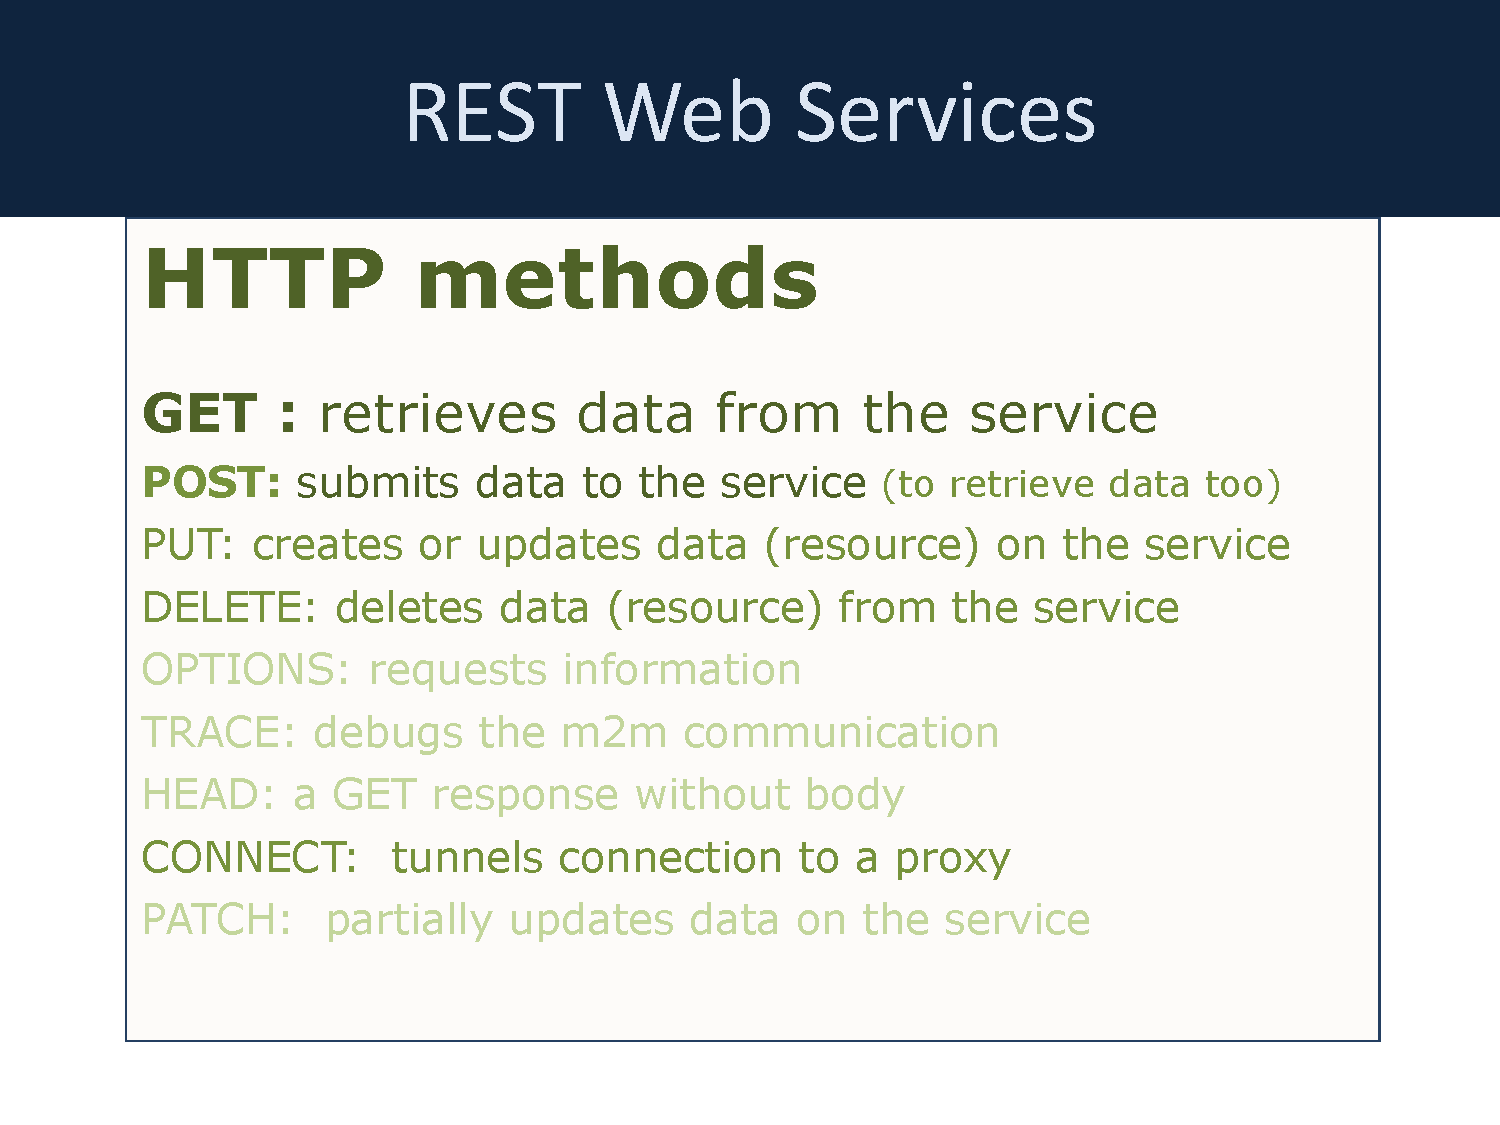 REST Web Services
HTTP methods
GET : retrieves data from the service
POST: submits data to the service (to retrieve data too)
PUT: creates or updates data (resource) on the service
DELETE: deletes data (resource) from the service
OPTIONS: requests information
TRACE: debugs the m2m communication
HEAD: a GET response without body
CONNECT: tunnels connection to a proxy
PATCH: partially updates data on the service